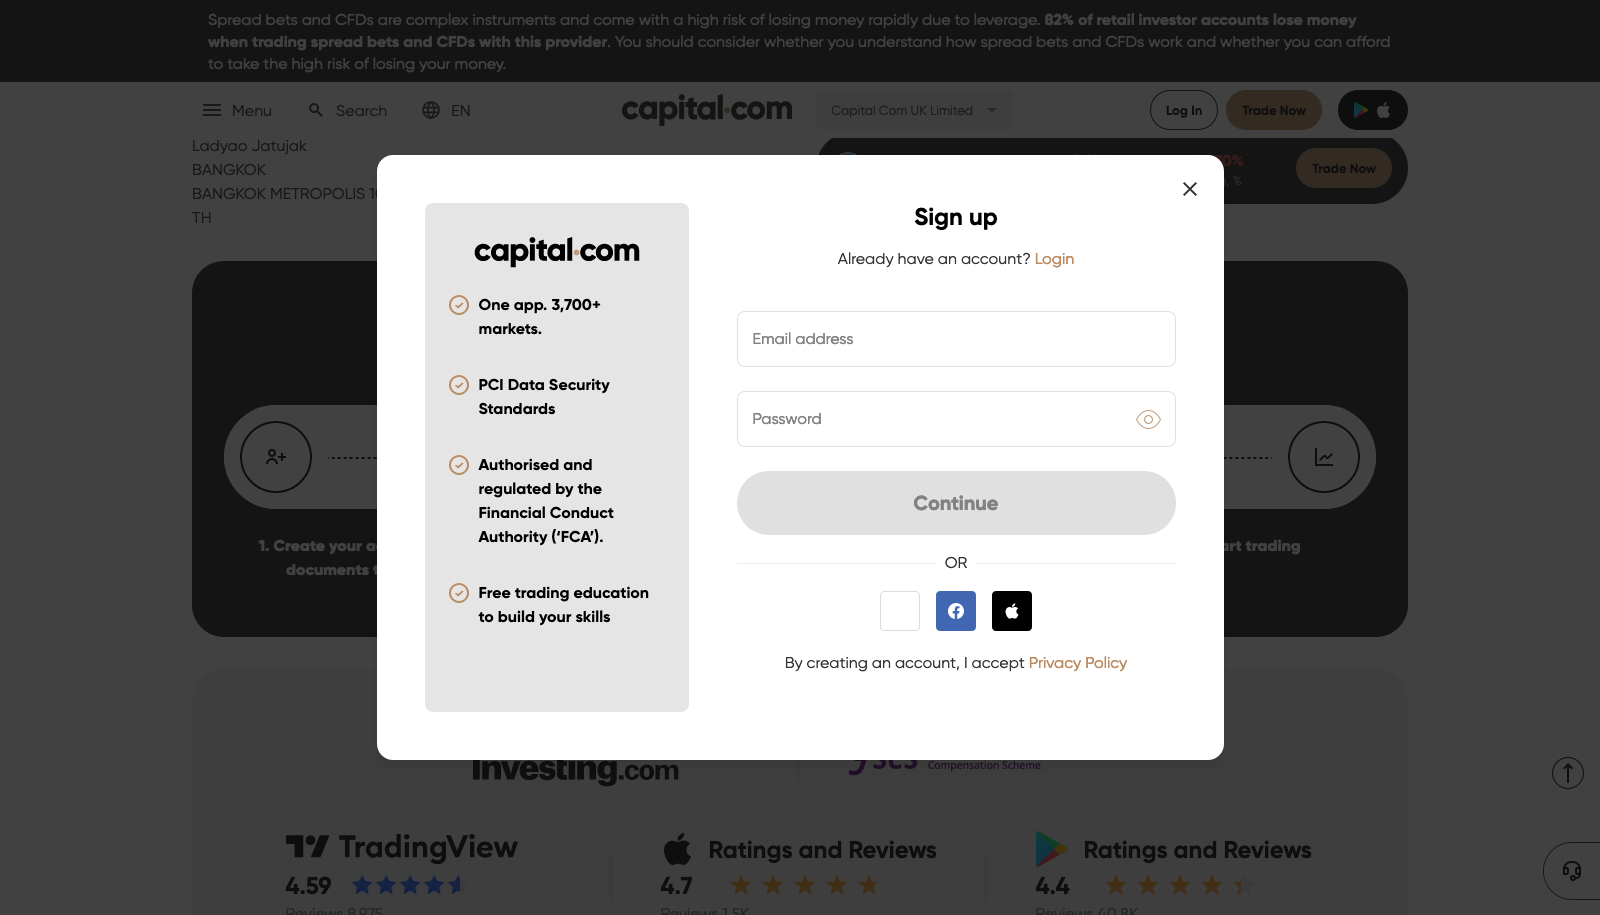 Spread bets and CFDs are complex instruments and come with a high risk of losing money rapidly due to leverage. 82% of retail investor accounts lose money
when trading spread bets and CFDs with this provider. You should consider whether you understand how spread bets and CFDs work and whether you can afford
to take the high risk of losing your money.
Menu
Search
EN
capital.com
Capital Com UK Limited
Log In
Trade Now
Ladyao Jatujak
BANGKOK
BANGKOK METROPOLIS
TH
Trade Now
capital.com
One app. 3,700+
markets.
PCI Data Security
Standards
Authorised and
regulated by the
Financial Conduct
Authority (‘FCA’).
Free trading education
to build your skills
Sign up
Already have an account? Login
Email address
Password
Continue
OR
By creating an account, I accept Privacy Policy
1. Create your
documents
trading
Investing.com
Compensation Scheme
TradingView
4.59
Reviews 8,975
Ratings and Reviews
4.7
Reviews 1.5K
Ratings and Reviews
4.4
Reviews 40.8K